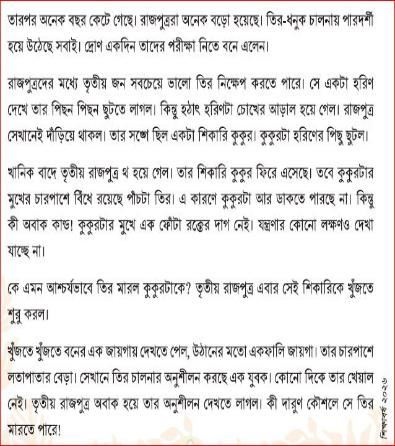 তারপর অনেক বছর কেটে গেছে। রাজপুত্ররা অনেক বড়ো হয়েছে। তির-ধনুক চালনায় পারদর্শী
হয়ে উঠেছে সবাই। দ্রোণ একদিন তাদের পরীক্ষা নিতে বনে এলেন।
রাজপুত্রদের মধ্যে তৃতীয় জন সবচেয়ে ভালো তির নিক্ষেপ করতে পারে। সে একটা হরিণ
দেখে তার পিছন পিছন ছুটতে লাগল। কিন্তু হঠাৎ হরিণটা চোখের আড়াল হয়ে গেল। রাজপুত্র
সেখানেই দাঁড়িয়ে থাকল। তার সঙ্গে ছিল একটা শিকারি কুকুর। কুকুরটা হরিণের পিছু ছুটল।
খানিক বাদে তৃতীয় রাজপুত্র থ হয়ে গেল। তার শিকারি কুকুর ফিরে এসেছে। তবে কুকুরটার
মুখের চারপাশে বিঁধে রয়েছে পাঁচটা তির। এ কারণে কুকুরটা আর ডাকতে পারছে না। কিন্তু
কী অবাক কান্ড! কুকুরটার মুখে এক ফোঁটা রক্তের দাগ নেই। যন্ত্রণার কোনো লক্ষণও দেখা
যাচ্ছে না।
কে এমন আশ্চর্যভাবে তির মারল কুকুরটাকে? তৃতীয় রাজপুত্র এবার সেই শিকারিকে খুঁজতে
শুরু করল।
খুঁজতে খুঁজতে বনের এক জায়গায় দেখতে পেল, উঠানের মতো একফালি জায়গা। তার চারপাশে
লতাপাতার বেড়া। সেখানে তির চালনার অনুশীলন করছে এক যুবক। কোনো দিকে তার খেয়াল
নেই। তৃতীয় রাজপুত্র অবাক হয়ে তার অনুশীলন দেখতে লাগল। কী দারুণ কৌশলে সে তির
মারতে পারে!
শিক্ষাবর্ষ ২০২৬